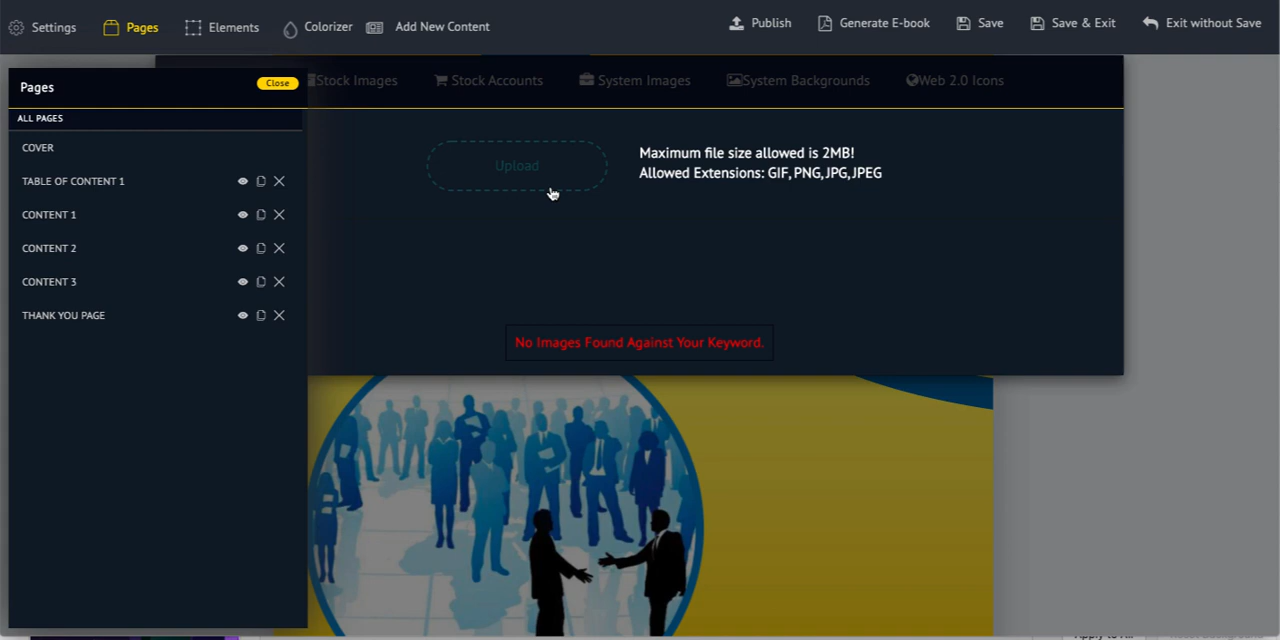 Settings
Pages
Elements
Colorizer
Add New Content
Publish
Generate E-book
Save
Save & Exit
Exit without Save
Pages
Close
Stock Images
Stock Accounts
System Images
System Backgrounds
Web 2.0 Icons
ALL PAGES
COVER
TABLE OF CONTENT 1
CONTENT 1
CONTENT 2
CONTENT 3
THANK YOU PAGE
Upload
Maximum file size allowed is 2MB!
Allowed Extensions: GIF, PNG, JPG, JPEG
No Images Found Against Your Keyword.